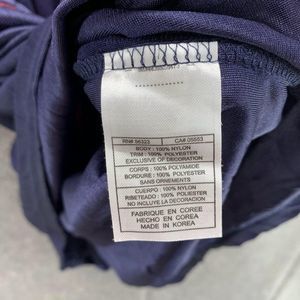 RN# 56323 CA# 05553
BODY : 100% NYLON
TRIM : 100% POLYESTER
EXCLUSIVE OF DECORATION
CORPS : 100% POLYAMIDE
BORDURE : 100% POLYESTER
SANS ORNEMENTS
CUERPO : 100% NYLON
RIBETEADO : 100% POLYESTER
NO INCLUYE LA DECORACION
FABRIQUE EN COREE
HECHO EN COREA
MADE IN KOREA